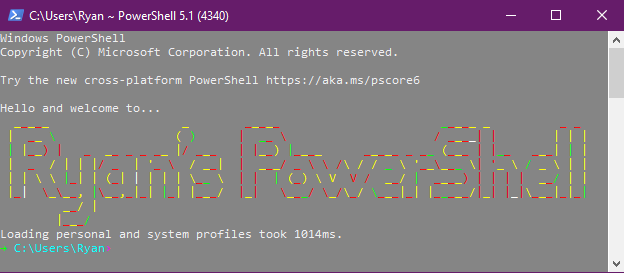 C:\Users\Ryan ~ PowerShell 5.1 (4340)
Windows PowerShell
Copyright (C) Microsoft Corporation. All rights reserved.
Try the new cross-platform PowerShell https://aka.ms/pscore6
Hello and welcome to...
Ryan's PowerShell
Loading personal and system profiles took 1014ms.
→ C:\Users\Ryan